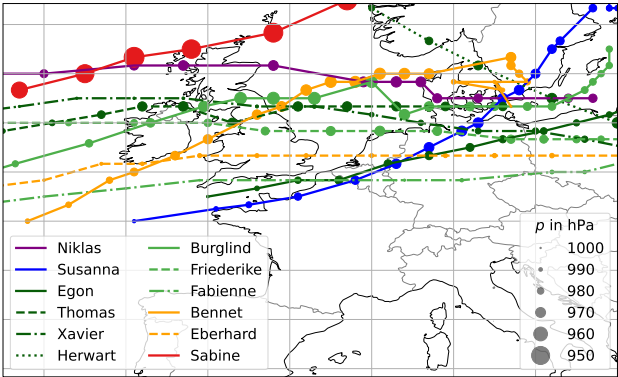 Niklas
Susanna
Egon
Thomas
Xavier
Herwart
Burglind
Friederike
Fabienne
Bennet
Eberhard
Sabine
p in hPa
1000
990
980
970
960
950